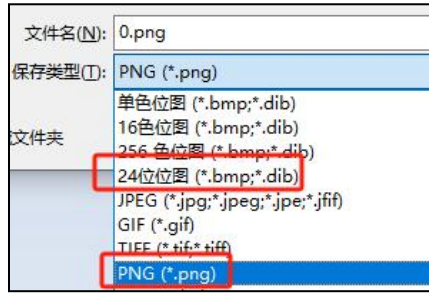 文件名(N): 0.png
保存类型(T): PNG (*.png)
单色位图 (*.bmp;*.dib)
16色位图 (*.bmp;*.dib)
文件夹
256 色位图 (*.bmp;*.dib)
24位位图 (*.bmp;*.dib)
JPEG (*.jpg;*.jpeg;*.jpe;*.jfif)
GIF (*.gif)
TIFF (*.tif;*.tiff)
PNG (*.png)